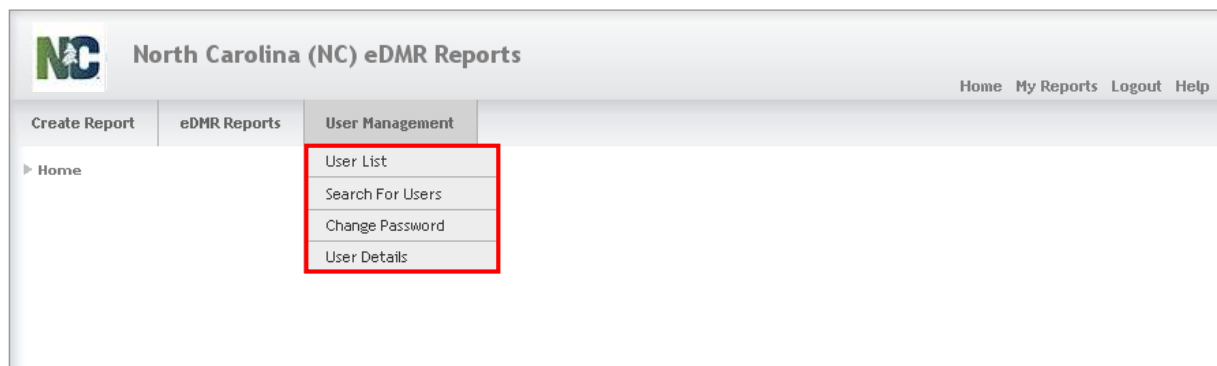 NC
North Carolina (NC) eDMR Reports
Home My Reports Logout Help
Create Report eDMR Reports User Management
Home
User List
Search For Users
Change Password
User Details